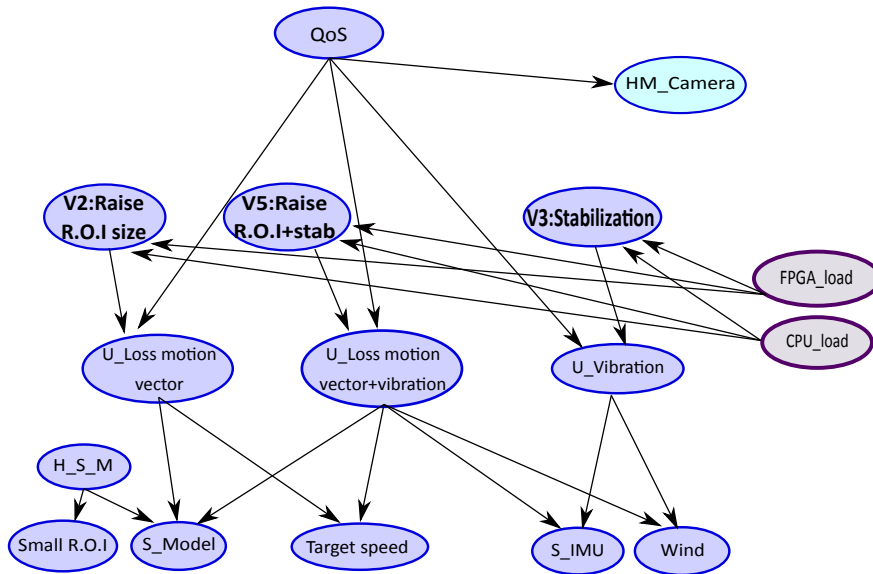 QoS
HM_Camera
V2:Raise
R.O.I size
V5:Raise
R.O.I+stab
V3:Stabilization
FPGA_load
CPU_load
U_Loss motion
vector
U_Loss motion
vector+vibration
U_Vibration
H_S_M
Small R.O.I
S_Model
Target speed
S_IMU
Wind